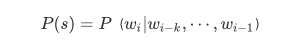 P(s) = P (w_i|w_{i−k}, ⋯, w_{i−1})